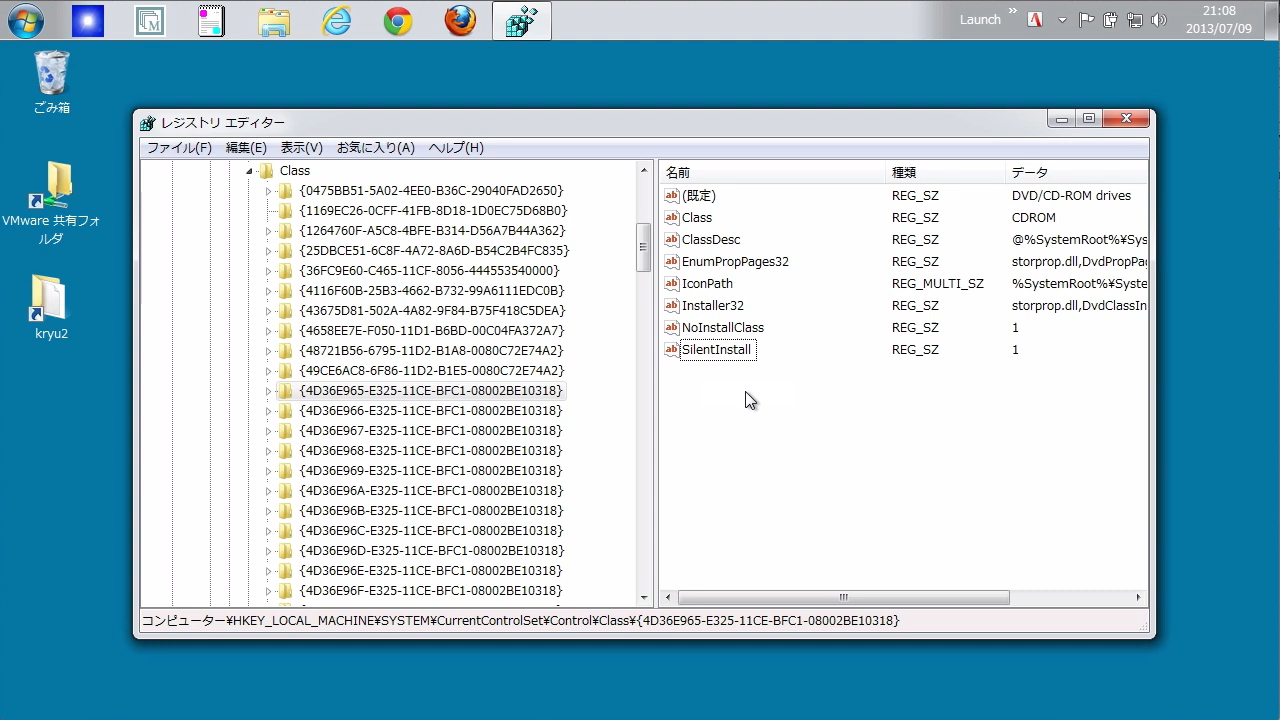 Launch
21:08
2013/07/09
ごみ箱
VMware 共有フォルダ
kryu2
レジストリ エディター
ファイル(F) 編集(E) 表示(V) お気に入り(A) ヘルプ(H)
Class
{0475BB51-5A02-4EE0-B36C-29040FAD2650}
{1169EC26-0CFF-41FB-8D18-1D0EC75D68B0}
{1264760F-A5C8-4BFE-B314-D56A7B44A362}
{25DBCE51-6C8F-4A72-8A6D-B54C2B4FC835}
{36FC9E60-C465-11CF-8056-444553540000}
{4116F60B-25B3-4662-B732-99A6111EDC0B}
{43675D81-502A-4A82-9F84-B75F418C5DEA}
{4658EE7E-F050-11D1-B6BD-00C04FA372A7}
{48721B56-6795-11D2-B1A8-0080C72E74A2}
{49CE6AC8-6F86-11D2-B1E5-0080C72E74A2}
{4D36E965-E325-11CE-BFC1-08002BE10318}
{4D36E966-E325-11CE-BFC1-08002BE10318}
{4D36E967-E325-11CE-BFC1-08002BE10318}
{4D36E968-E325-11CE-BFC1-08002BE10318}
{4D36E969-E325-11CE-BFC1-08002BE10318}
{4D36E96A-E325-11CE-BFC1-08002BE10318}
{4D36E96B-E325-11CE-BFC1-08002BE10318}
{4D36E96C-E325-11CE-BFC1-08002BE10318}
{4D36E96D-E325-11CE-BFC1-08002BE10318}
{4D36E96E-E325-11CE-BFC1-08002BE10318}
{4D36E96F-E325-11CE-BFC1-08002BE10318}
名前 種類 データ
(既定) REG_SZ DVD/CD-ROM drives
Class REG_SZ CDROM
ClassDesc REG_SZ @%SystemRoot%¥Sys
EnumPropPages32 REG_SZ storprop.dll,DvdPropPa
IconPath REG_MULTI_SZ %SystemRoot%¥Syste
Installer32 REG_SZ storprop.dll,DvdClassIn
NoInstallClass REG_SZ 1
SilentInstall REG_SZ 1
コンピューター¥HKEY_LOCAL_MACHINE¥SYSTEM¥CurrentControlSet¥Control¥Class¥{4D36E965-E325-11CE-BFC1-08002BE10318}